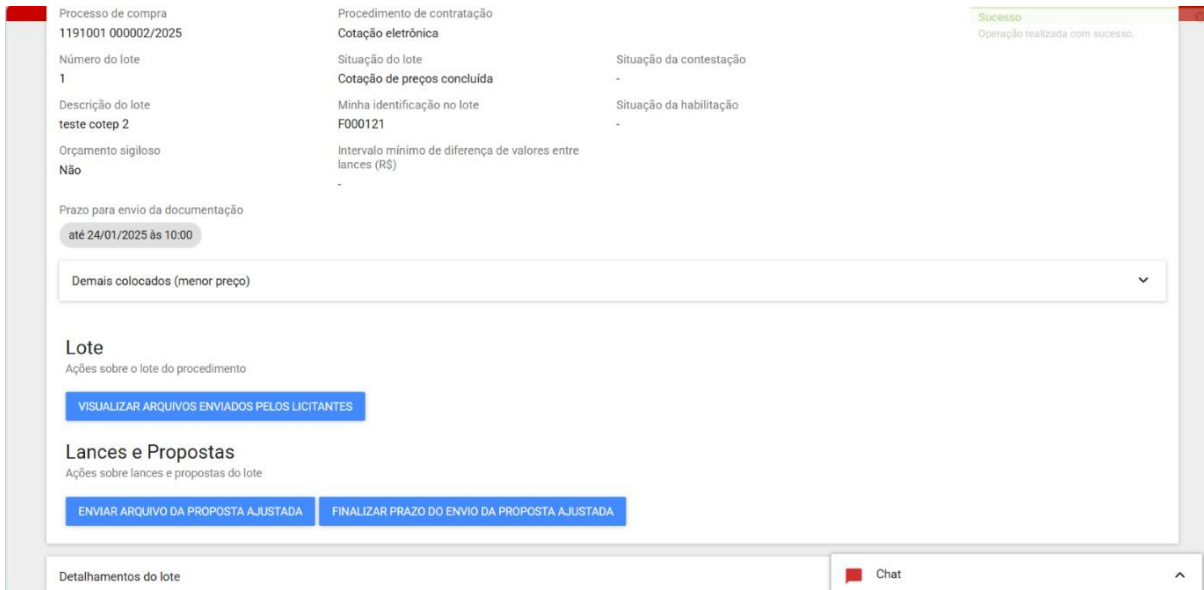 Processo de compra
Procedimento de contratação
Sucesso
1191001 000002/2025
Cotação eletrônica
Operação realizada com sucesso.
Número do lote
Situação do lote
Situação da contestação
1
Cotação de preços concluída
-
Descrição do lote
Minha identificação no lote
Situação da habilitação
teste cotep 2
F000121
-
Orçamento sigiloso
Intervalo mínimo de diferença de valores entre
lances (R$)
Não
-
Prazo para envio da documentação
até 24/01/2025 às 10:00
Demais colocados (menor preço)
Lote
Ações sobre o lote do procedimento
VISUALIZAR ARQUIVOS ENVIADOS PELOS LICITANTES
Lances e Propostas
Ações sobre lances e propostas do lote
ENVIAR ARQUIVO DA PROPOSTA AJUSTADA
FINALIZAR PRAZO DO ENVIO DA PROPOSTA AJUSTADA
Detalhamentos do lote
Chat